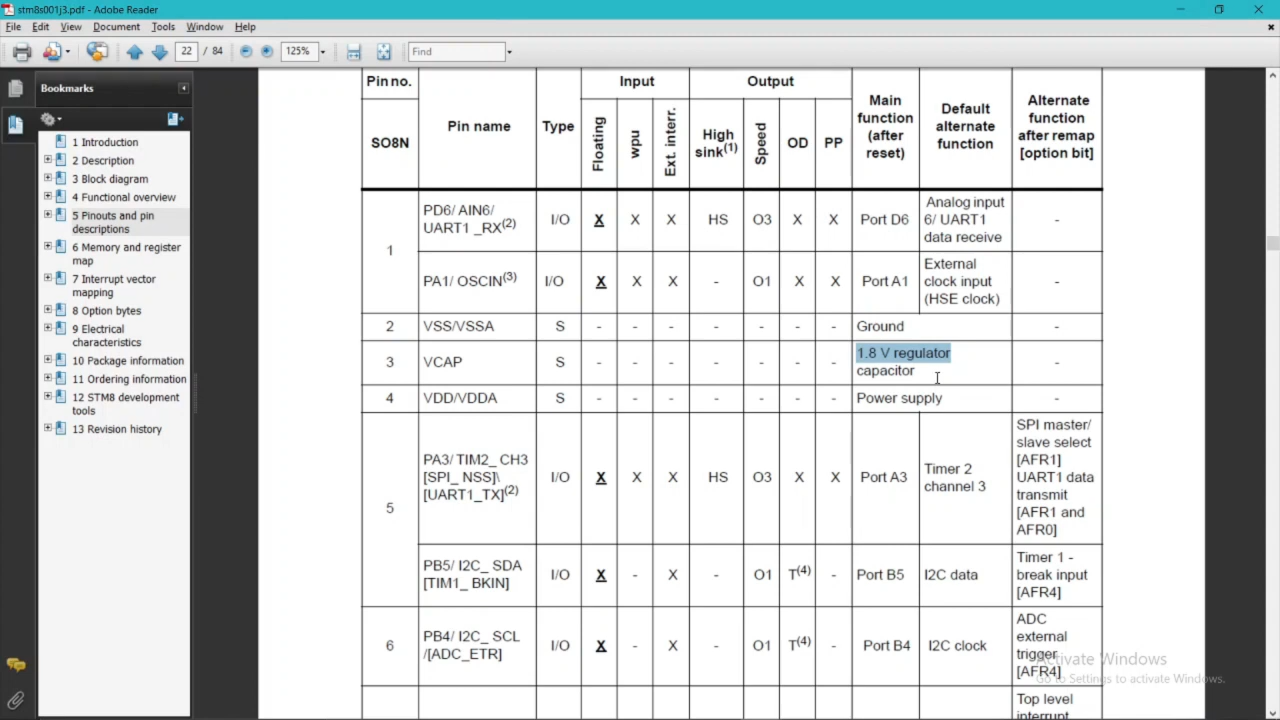 stm8s001j3.pdf - Adobe Reader
File Edit View Document Tools Window Help
22 / 84 125% Find
Bookmarks
1 Introduction
2 Description
3 Block diagram
4 Functional overview
5 Pinouts and pin
descriptions
6 Memory and register
map
7 Interrupt vector
mapping
8 Option bytes
9 Electrical
characteristics
10 Package information
11 Ordering information
12 STM8 development
tools
13 Revision history
Pin no.
SO8N
Pin name
Type
Input
Floating
wpu
Ext. interr.
Output
High
sink(1)
Speed
OD
PP
Main
function
(after
reset)
Default
alternate
function
Alternate
function
after remap
[option bit]
1
PD6/ AIN6/
UART1 _RX(2)
I/O X X X HS O3 X X Port D6
Analog input
6/ UART1
data receive
-
PA1/ OSCIN(3)
I/O X X X - O1 X X Port A1
External
clock input
(HSE clock)
-
2 VSS/VSSA S - - - - - - - Ground -
3 VCAP S - - - - - - -
1.8 V regulator
capacitor
-
4 VDD/VDDA S - - - - - - - Power supply -
5
PA3/ TIM2_ CH3
[SPI_ NSS]\
[UART1_TX](2)
I/O X X X HS O3 X X Port A3
Timer 2
channel 3
SPI master/
slave select
[AFR1]
UART1 data
transmit
[AFR1 and
AFR0]
PB5/ I2C_ SDA
[TIM1_ BKIN]
I/O X - X - O1 T(4) - Port B5 I2C data
Timer 1 -
break input
[AFR4]
6
PB4/ I2C_ SCL
/[ADC_ETR]
I/O X - X - O1 T(4) - Port B4 I2C clock
ADC
external
trigger
[AFR4]
Top level
interrupt
Activate Windows
Go to Settings to activate Windows.